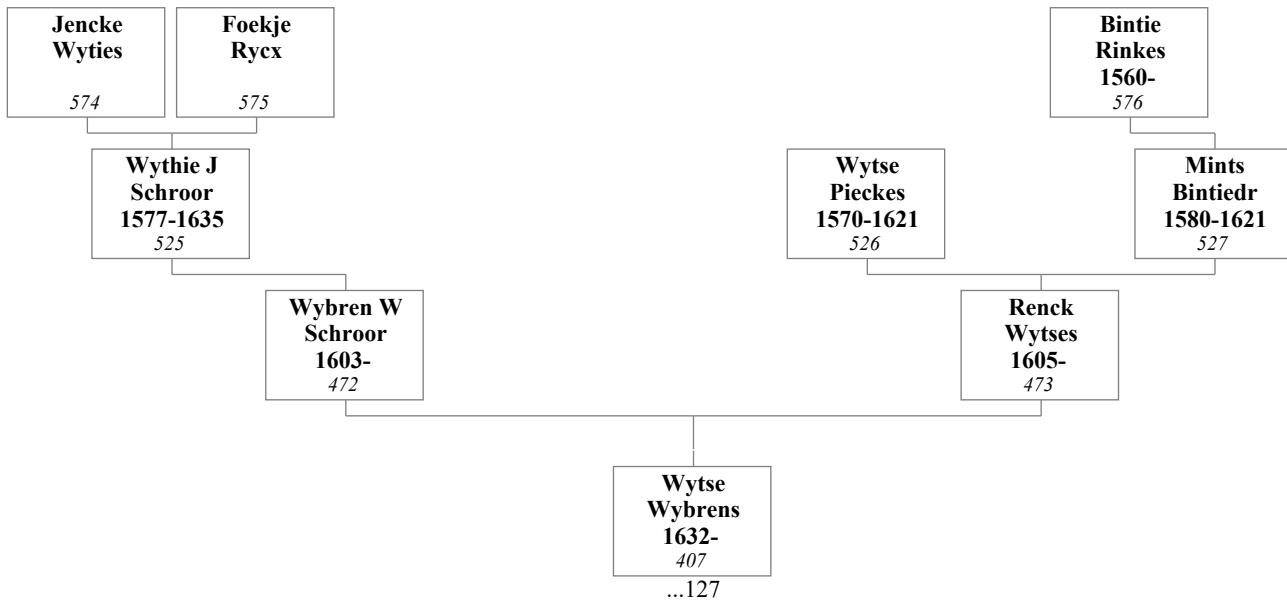 Jencke
Wyties
574
Foekje
Rycx
575
Bintie
Rinkes
1560-
576
Wythie J
Schroor
1577-1635
525
Wytse
Pieckes
1570-1621
526
Mints
Bintiedr
1580-1621
527
Wybren W
Schroor
1603-
472
Renck
Wytses
1605-
473
Wytse
Wybrens
1632-
407
...127